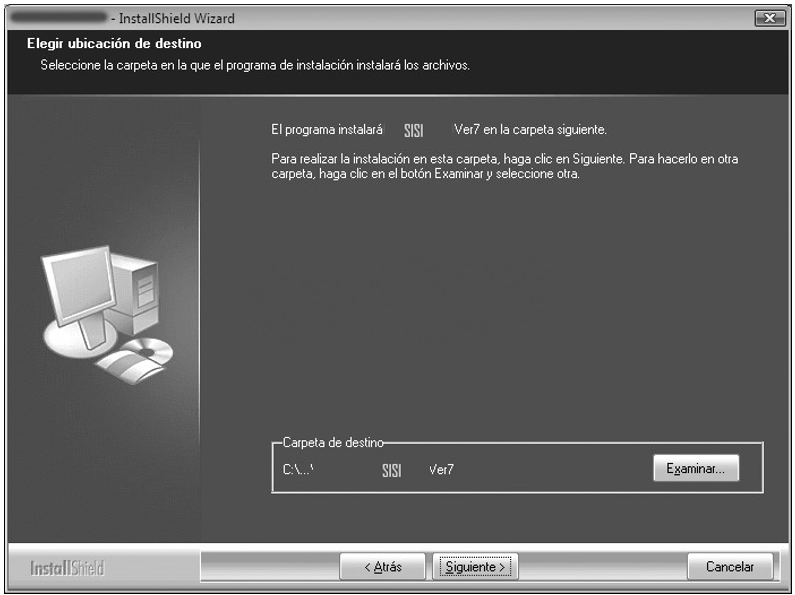 - InstallShield Wizard
Elegir ubicación de destino
Seleccione la carpeta en la que el programa de instalación instalará los archivos.
El programa instalará SISI Ver7 en la carpeta siguiente.
Para realizar la instalación en esta carpeta, haga clic en Siguiente. Para hacerlo en otra
carpeta, haga clic en el botón Examinar y seleccione otra.
Carpeta de destino
C:\...\ SISI Ver7
Examinar...
InstallShield
< Atrás
Siguiente >
Cancelar